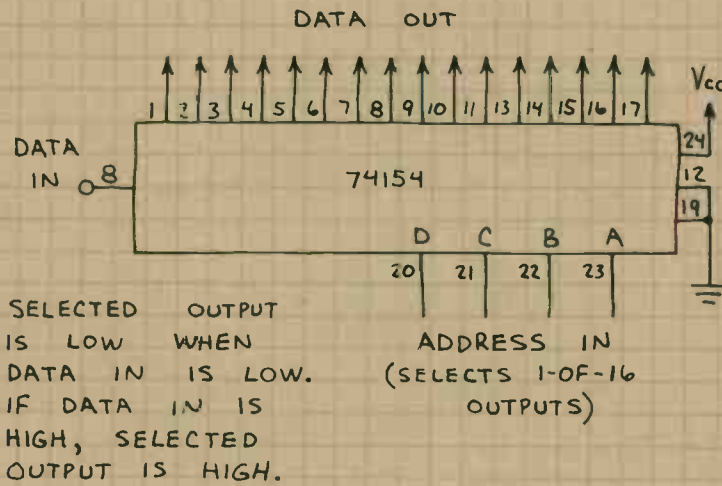 DATA OUT
1 2 3 4 5 6 7 8 9 10 11 13 14 15 16 17
Vcc
24
DATA
IN 8
74154
12
19
D C B A
20 21 22 23
SELECTED OUTPUT
IS LOW WHEN
DATA IN IS LOW.
IF DATA IN IS
HIGH, SELECTED
OUTPUT IS HIGH.
ADDRESS IN
(SELECTS 1-OF-16
OUTPUTS)